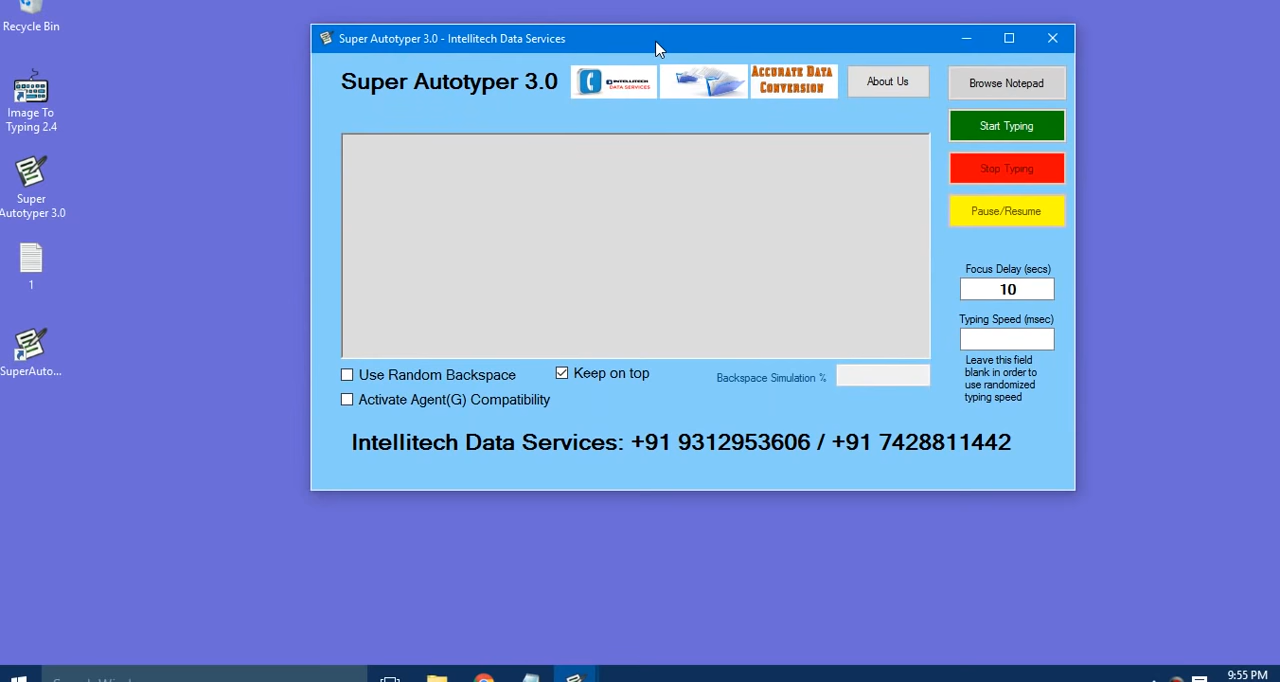 Recycle Bin
Image To
Typing 2.4
Super
Autotyper 3.0
1
SuperAuto...
Super Autotyper 3.0 - Intellitech Data Services
Super Autotyper 3.0
INTELLITECH
DATA SERVICES
ACCURATE DATA
CONVERSION
About Us
Browse Notepad
Start Typing
Stop Typing
Pause/Resume
Focus Delay (secs)
10
Typing Speed (msec)
Leave this field
blank in order to
use randomized
typing speed
Use Random Backspace
Keep on top
Backspace Simulation %
Activate Agent(G) Compatibility
Intellitech Data Services: +91 9312953606 / +91 7428811442
9:55 PM